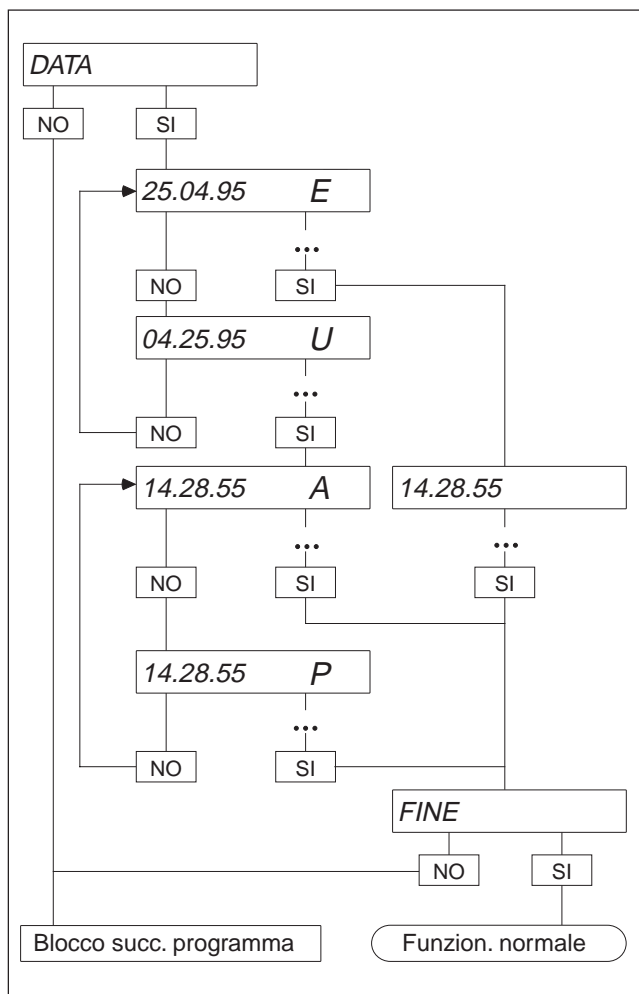 DATA
NO SI
25.04.95 E
...
NO SI
04.25.95 U
...
NO SI
14.28.55 A 14.28.55
... ...
NO SI SI
14.28.55 P
...
NO SI
FINE
NO SI
Blocco succ. programma Funzion. normale